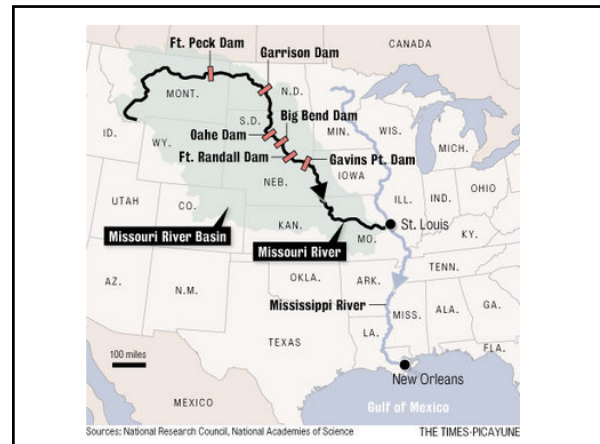 Ft. Peck Dam
Garrison Dam
CANADA
MONT.
N.D.
Big Bend Dam
S.D.
MIN.
WIS.
Oahe Dam
MICH.
ID.
WY.
Ft. Randall Dam
Gavins Pt. Dam
IOWA
NEB.
OHIO
ILL.
IND.
UTAH
CO.
St. Louis
Missouri River Basin
KAN.
Missouri River
MO.
KY.
TENN.
OKLA.
ARK.
AZ.
N.M.
Mississippi River
MISS.
ALA.
GA.
LA.
TEXAS
FLA.
100 miles
New Orleans
MEXICO
Gulf of Mexico
Sources: National Research Council, National Academies of Science
THE TIMES-PICAYUNE